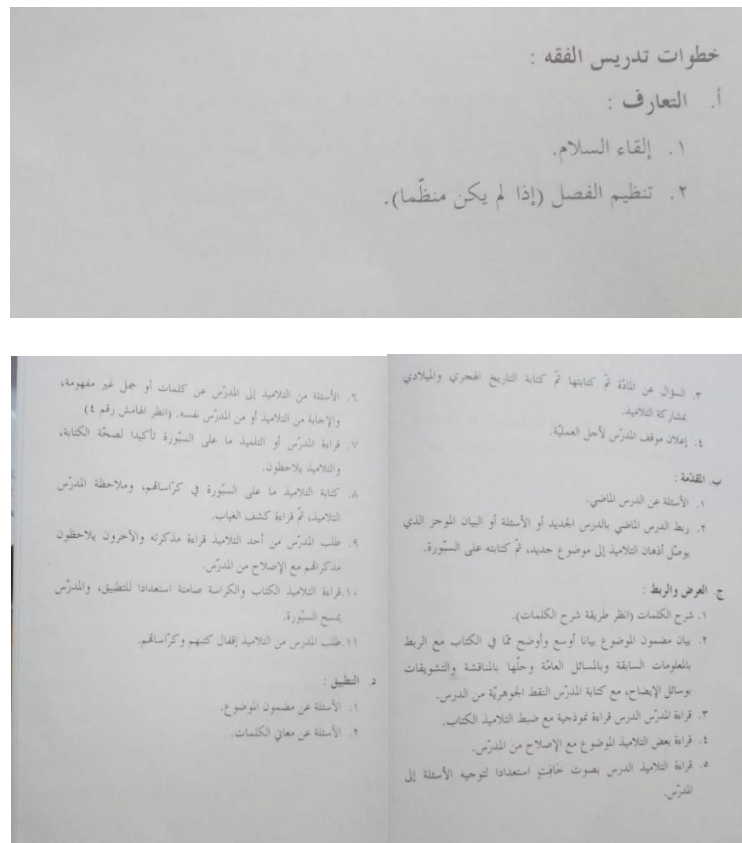 خطوات تدريس الفقه :
أ. التعارف :
١. إلقاء السلام.
٢. تنظيم الفصل (إذا لم يكن منظّما).
٣. السؤال عن المادّة ثمّ كتابتها ثمّ كتابة التاريخ الهجري والميلادي
بمشاركة التلاميذ.
٤. إعلان موقف المدرّس لأجل العمليّة.
ب. المقدّمة :
١. الأسئلة عن الدرس الماضي.
٢. ربط الدرس الماضي بالدرس الجديد أو الأسئلة أو البيان الموجز الذي
يوصّل أذهان التلاميذ إلى موضوع جديد، ثمّ كتابته على السبّورة.
ج. العرض والربط :
١. شرح الكلمات (انظر طريقة شرح الكلمات).
٢. بيان مضمون الموضوع بيانا أوسع وأوضح ممّا في الكتاب مع الربط
بالمعلومات السابقة وبالمسائل العامّة وحلّها بالمناقشة والتشويقات
بوسائل الإيضاح، مع كتابة المدرّس النقط الجوهريّة من الدرس.
٣. قراءة المدرّس الدرس قراءة نموذجية مع ضبط التلاميذ الكتاب.
٤. قراءة بعض التلاميذ الموضوع مع الإصلاح من المدرّس.
٥. قراءة التلاميذ الدرس بصوت خَافِتٍ استعدادا لتوجيه الأسئلة إلى
المدرّس.
٦. الأسئلة من التلاميذ إلى المدرّس عن كلمات أو جمل غير مفهومة،
والإجابة من التلاميذ أو من المدرّس نفسه. (انظر الهامش رقم ٤)
٧. قراءة المدرّس أو التلميذ ما على السبّورة تأكيدا لصحّة الكتابة،
والتلاميذ يلاحظون.
٨. كتابة التلاميذ ما على السبّورة في كرّاساتهم، وملاحظة المدرّس
التلاميذ، ثمّ قراءة كشف الغياب.
٩. طلب المدرّس من أحد التلاميذ قراءة مذكرته والآخرون يلاحظون
مذكراتهم مع الإصلاح من المدرّس.
١٠. قراءة التلاميذ الكتاب والكراسة صامتة استعدادا للتطبيق، والمدرّس
يمسح السبّورة.
١١. طلب المدرس من التلاميذ إقفال كتبهم وكرّاساتهم.
د. التطبيق :
١. الأسئلة عن مضمون الموضوع.
٢. الأسئلة عن معاني الكلمات.